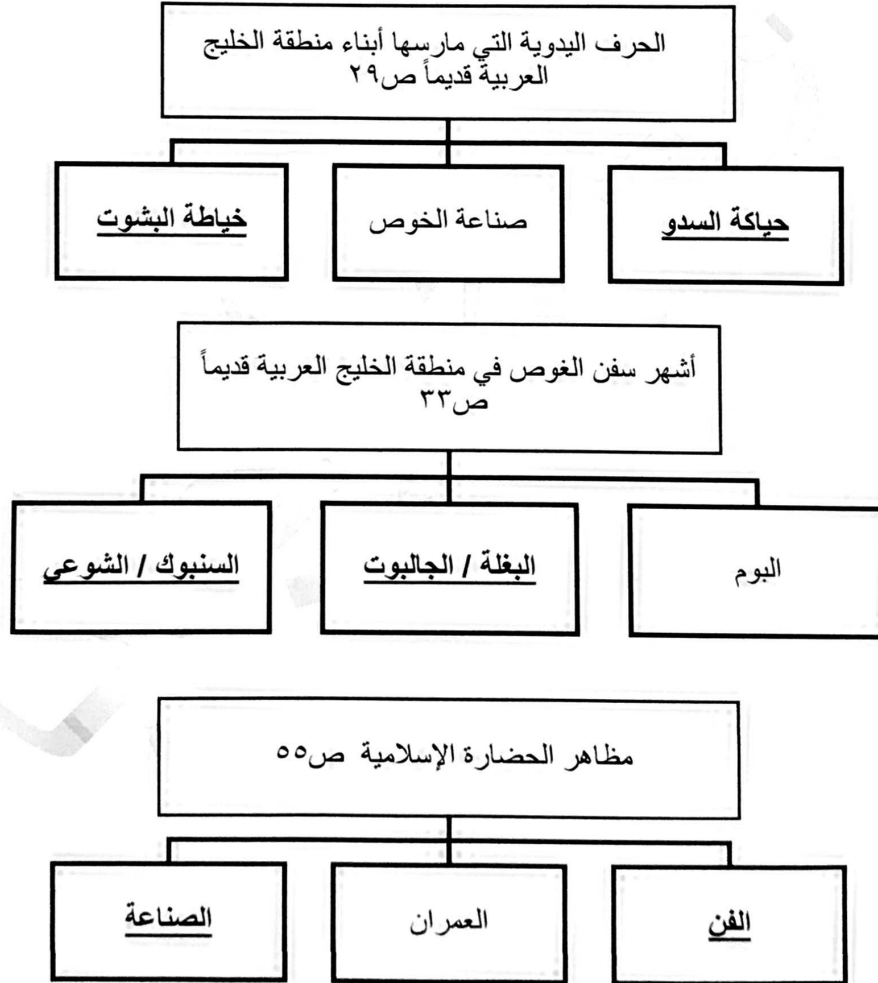 الحرف اليدوية التي مارسها أبناء منطقة الخليج
العربية قديماً ص٢٩
حياكة السدو
صناعة الخوص
خياطة البشوت
أشهر سفن الغوص في منطقة الخليج العربية قديماً
ص٣٣
البوم
البغلة / الجالبوت
السنبوك / الشوعي
مظاهر الحضارة الإسلامية ص٥٥
الفن
العمران
الصناعة